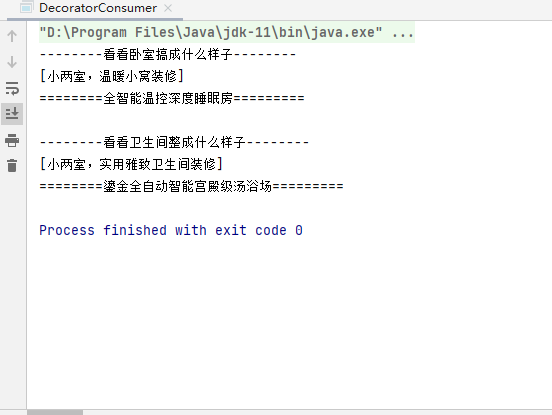 DecoratorConsumer
"D:\Program Files\Java\jdk-11\bin\java.exe" ...
--------看看卧室搞成什么样子--------
[小两室，温暖小窝装修]
========全智能温控深度睡眠房=========
--------看看卫生间整成什么样子--------
[小两室，实用雅致卫生间装修]
========鎏金全自动智能宫殿级汤浴场=========
Process finished with exit code 0